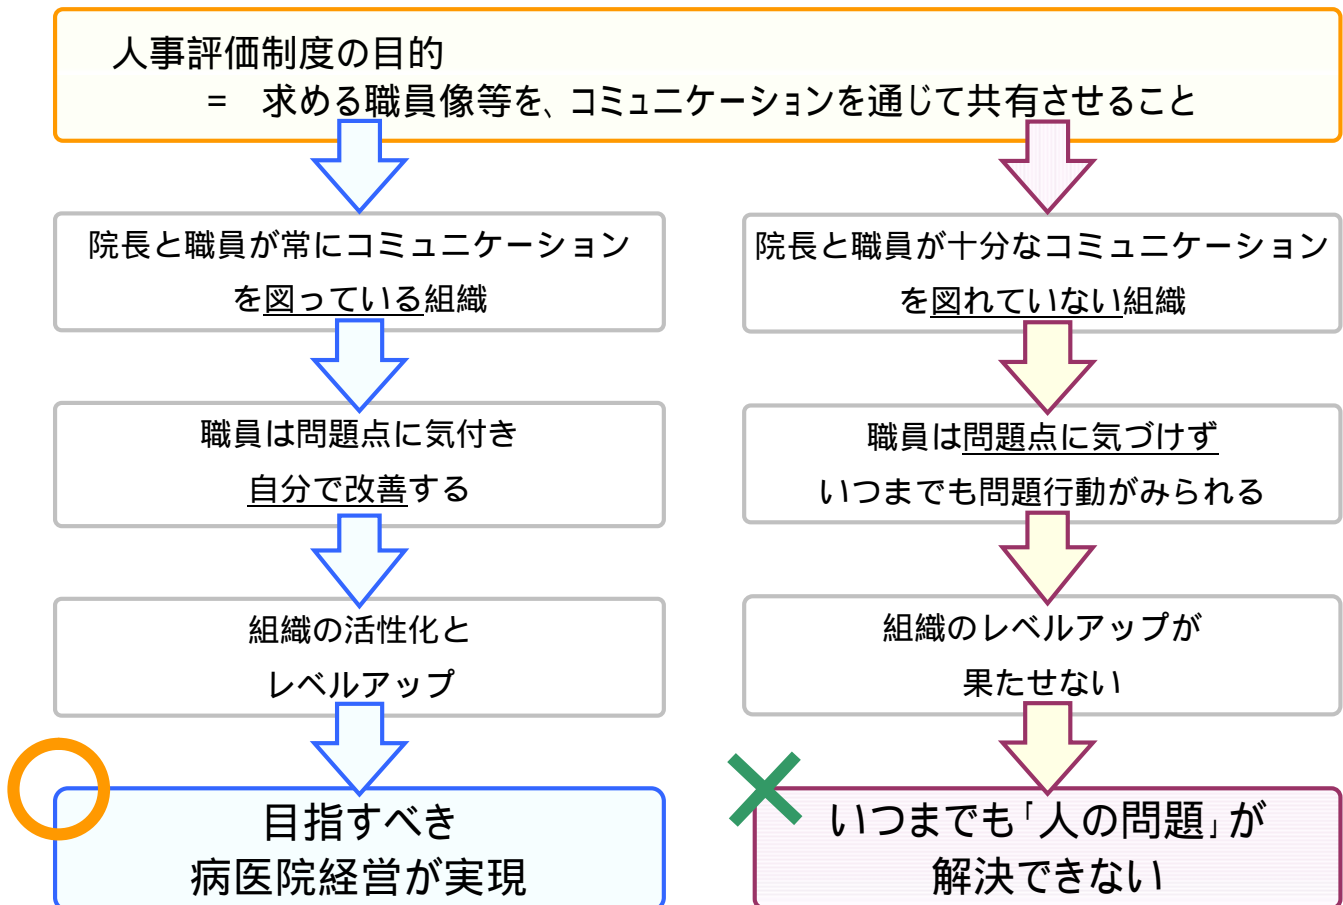 人事評価制度の目的
= 求める職員像等を、コミュニケーションを通じて共有させること
院長と職員が常にコミュニケーション
を図っている組織
職員は問題点に気付き
自分で改善する
組織の活性化と
レベルアップ
目指すべき
病医院経営が実現
院長と職員が十分なコミュニケーション
を図れていない組織
職員は問題点に気づけず
いつまでも問題行動がみられる
組織のレベルアップが
果たせない
いつまでも「人の問題」が
解決できない